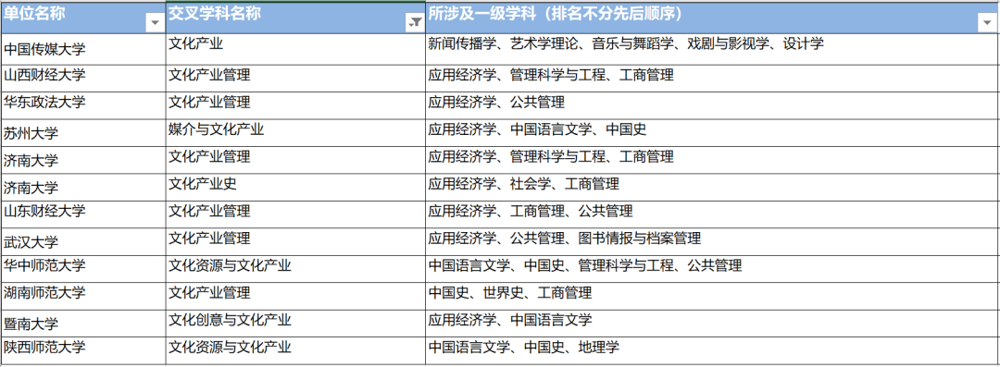 单位名称 交叉学科名称 所涉及一级学科（排名不分先后顺序）
中国传媒大学 文化产业 新闻传播学、艺术学理论、音乐与舞蹈学、戏剧与影视学、设计学
山西财经大学 文化产业管理 应用经济学、管理科学与工程、工商管理
华东政法大学 文化产业管理 应用经济学、公共管理
苏州大学 媒介与文化产业 应用经济学、中国语言文学、中国史
济南大学 文化产业管理 应用经济学、管理科学与工程、工商管理
济南大学 文化产业史 应用经济学、社会学、工商管理
山东财经大学 文化产业管理 应用经济学、工商管理、公共管理
武汉大学 文化产业管理 应用经济学、公共管理、图书情报与档案管理
华中师范大学 文化资源与文化产业 中国语言文学、中国史、管理科学与工程、公共管理
湖南师范大学 文化产业管理 中国史、世界史、工商管理
暨南大学 文化创意与文化产业 应用经济学、中国语言文学
陕西师范大学 文化资源与文化产业 中国语言文学、中国史、地理学